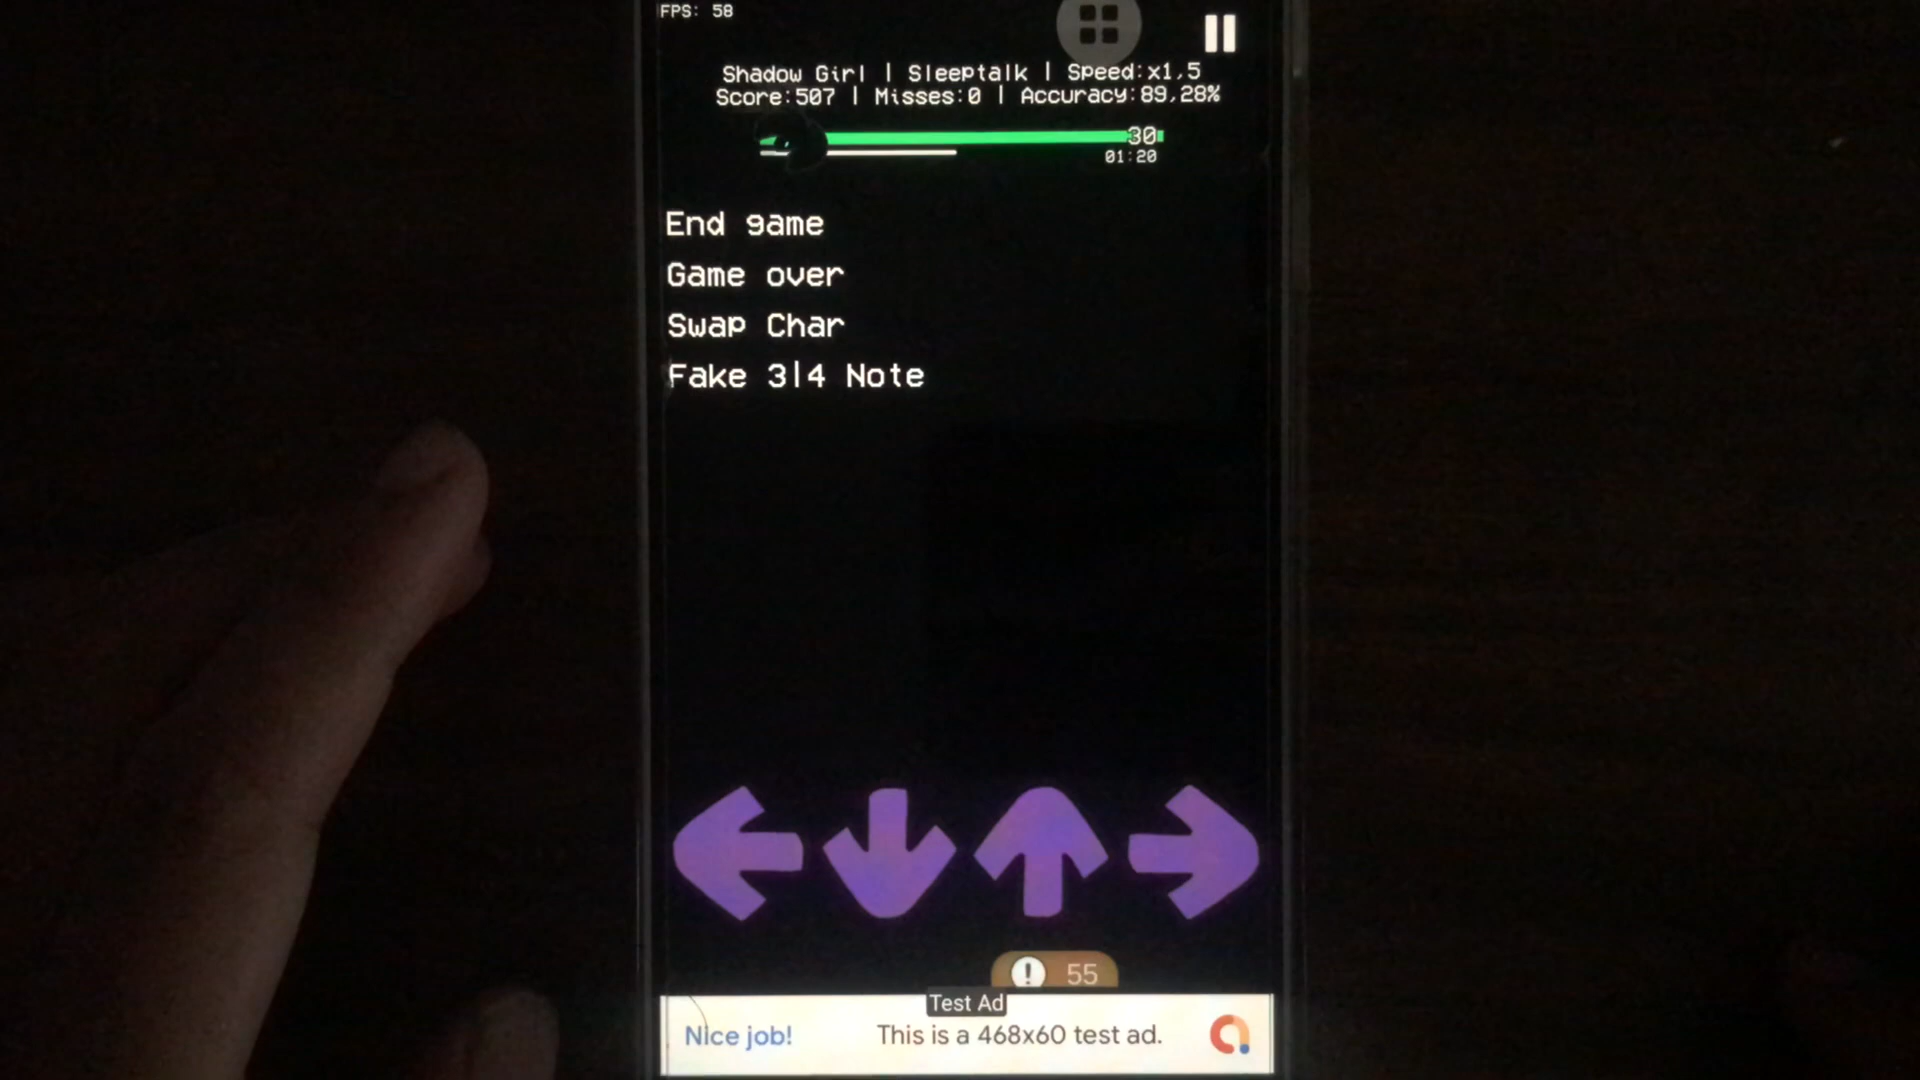 FPS: 58
Shadow Girl | Sleeptalk | Speed:x1,5
Score:507 | Misses:0 | Accuracy:89,28%
30
01:20
End game
Game over
Swap Char
Fake 3|4 Note
! 55
Test Ad
Nice job! This is a 468x60 test ad.